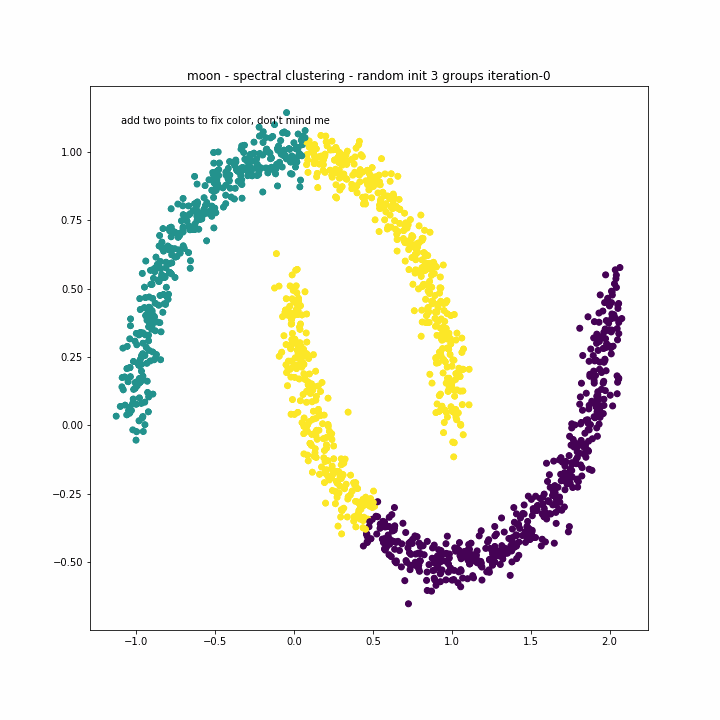 moon - spectral clustering - random init 3 groups iteration-0
add two points to fix color, don't mind me
1.00
0.75
0.50
0.25
0.00
−0.25
−0.50
−1.0 −0.5 0.0 0.5 1.0 1.5 2.0